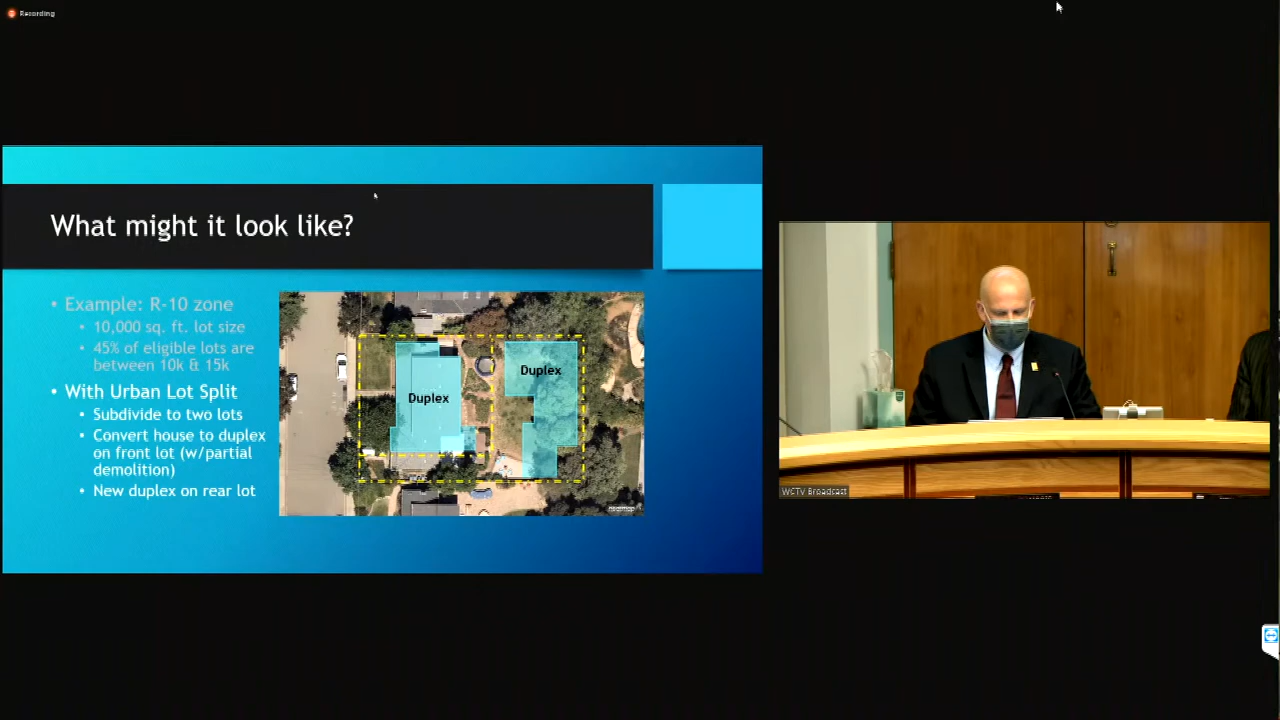 Recording
What might it look like?
• Example: R-10 zone
• 10,000 sq. ft. lot size
• 45% of eligible lots are
between 10k & 15k
• With Urban Lot Split
• Subdivide to two lots
• Convert house to duplex
on front lot (w/partial
demolition)
• New duplex on rear lot
Duplex
Duplex
WCTV Broadcast